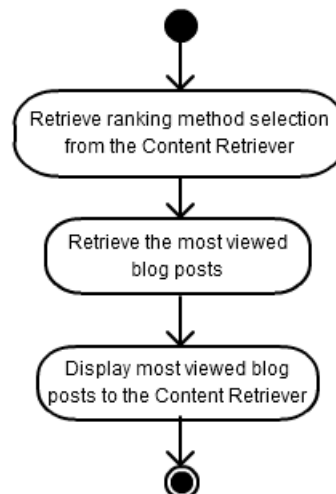 Retrieve ranking method selection
from the Content Retriever
Retrieve the most viewed
blog posts
Display most viewed blog
posts to the Content Retriever